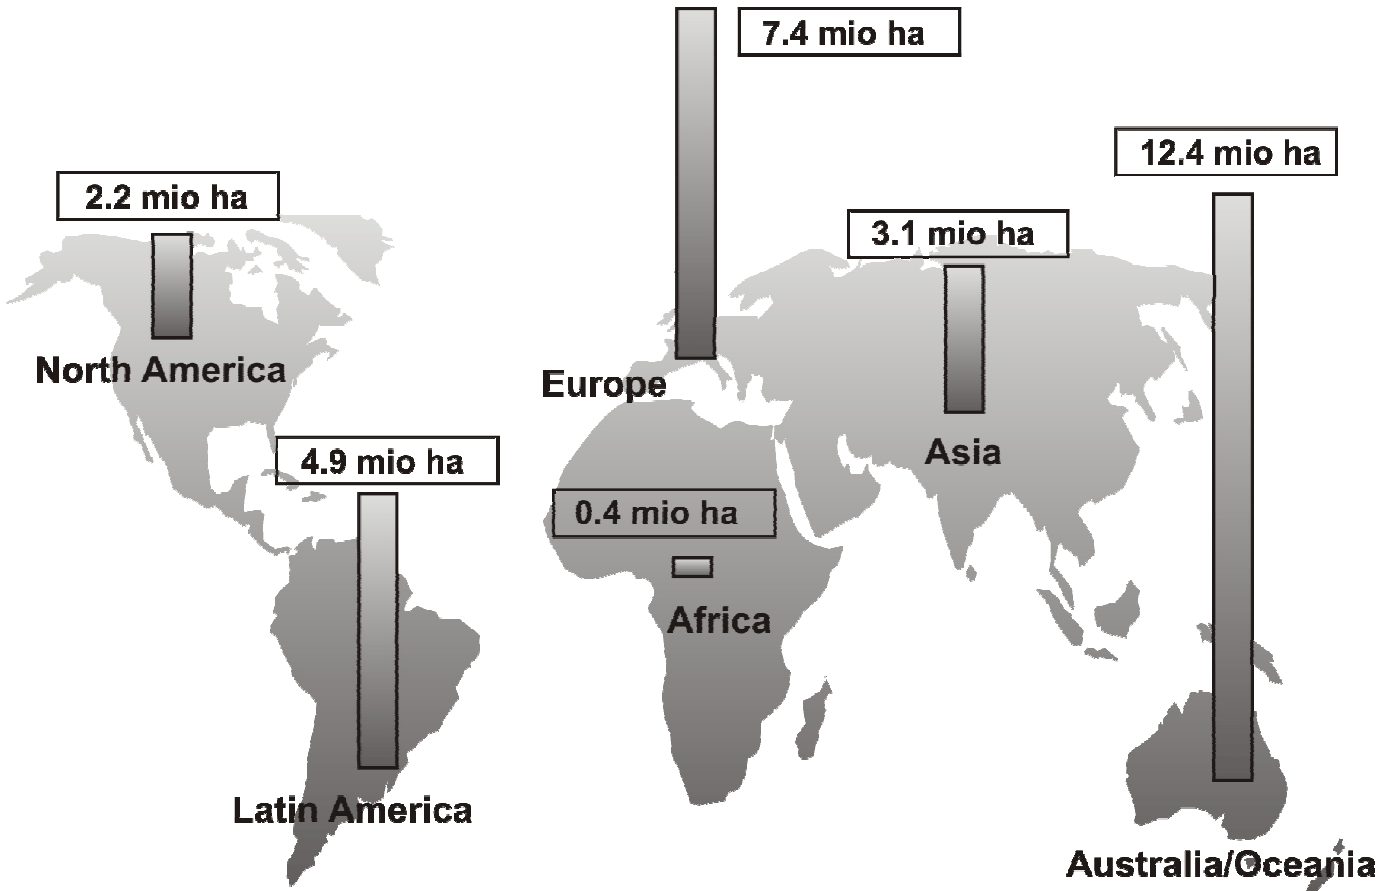 7.4 mio ha
12.4 mio ha
2.2 mio ha
3.1 mio ha
North America
Europe
4.9 mio ha
Asia
0.4 mio ha
Africa
Latin America
Australia/Oceania